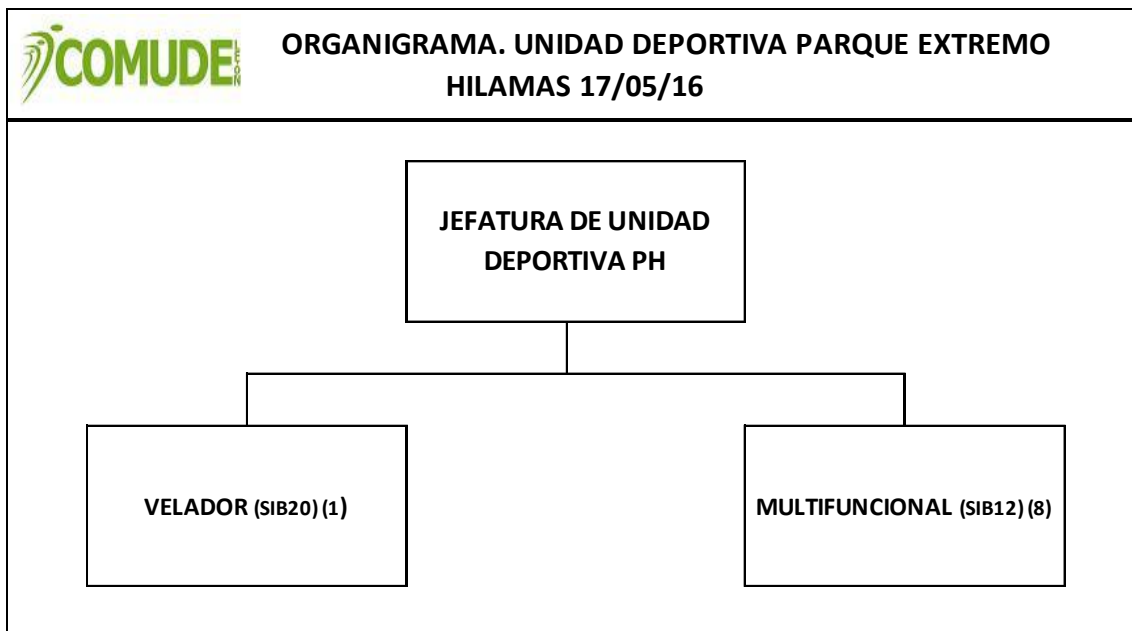 COMUDE
LEÓN
ORGANIGRAMA. UNIDAD DEPORTIVA PARQUE EXTREMO
HILAMAS 17/05/16
JEFATURA DE UNIDAD
DEPORTIVA PH
VELADOR (SIB20) (1)
MULTIFUNCIONAL (SIB12) (8)